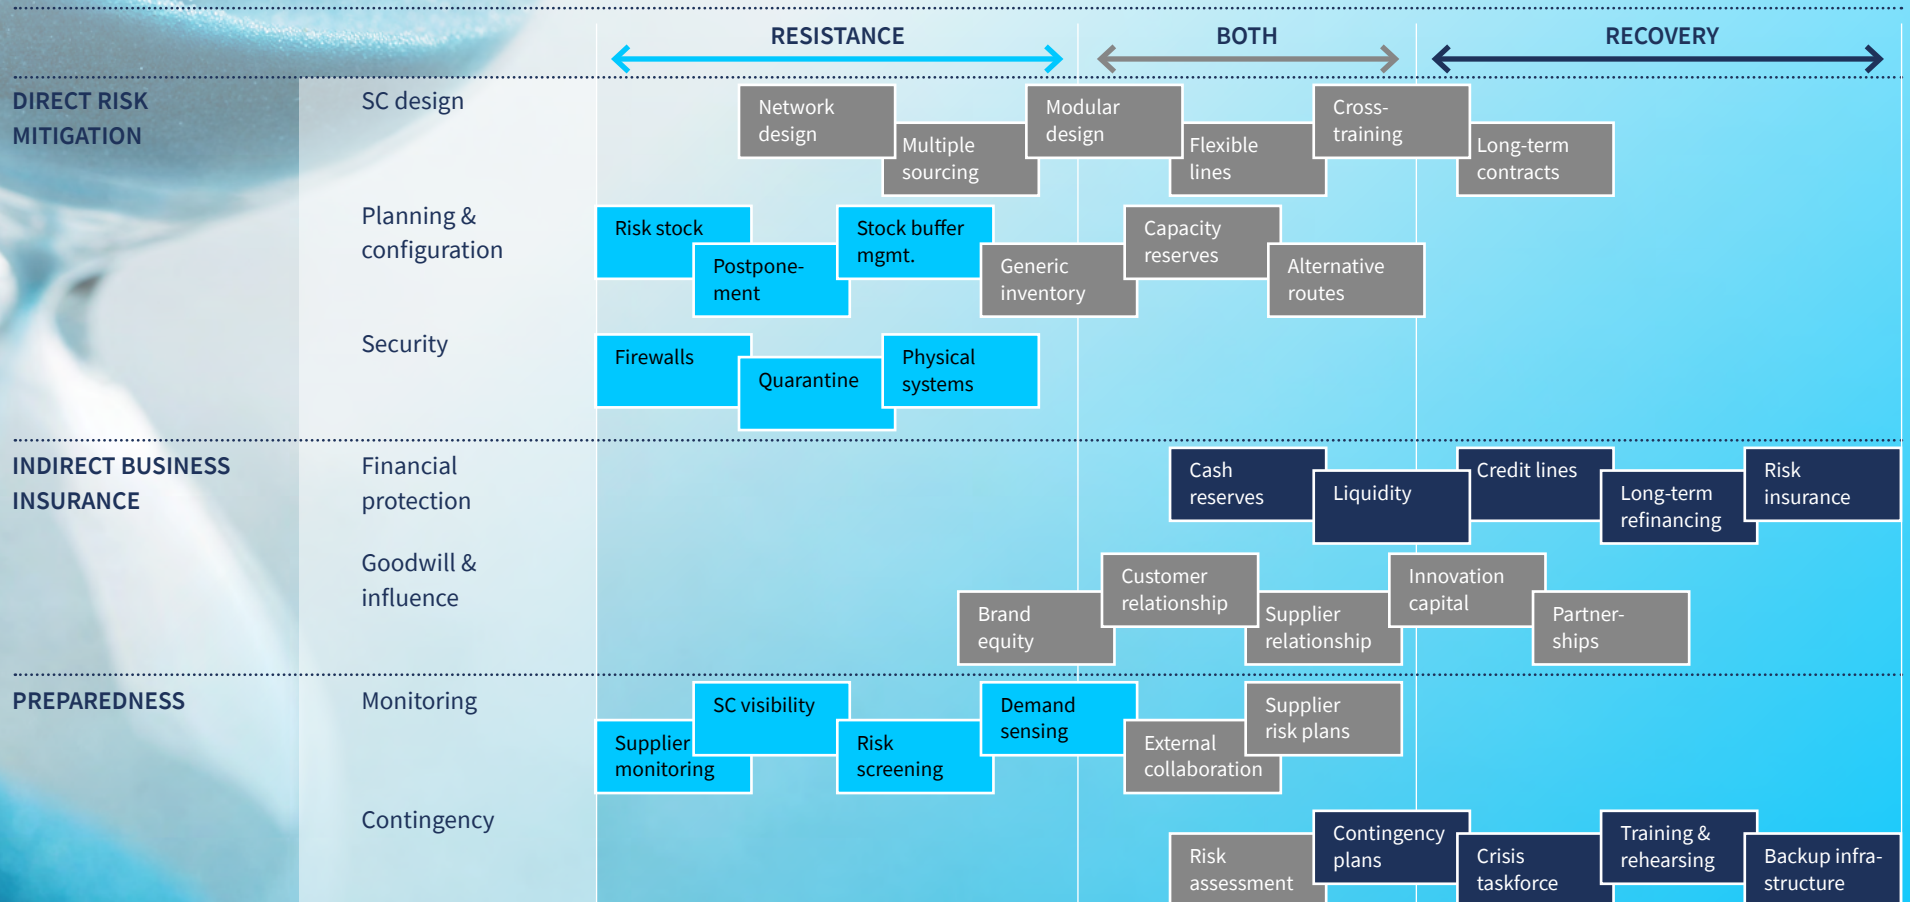 RESISTANCE
BOTH
RECOVERY
DIRECT RISK
MITIGATION
SC design
Network
design
Multiple
sourcing
Modular
design
Flexible
lines
Cross-
training
Long-term
contracts
Planning &
configuration
Risk stock
Postpone-
ment
Stock buffer
mgmt.
Generic
inventory
Capacity
reserves
Alternative
routes
Security
Firewalls
Quarantine
Physical
systems
INDIRECT BUSINESS
INSURANCE
Financial
protection
Cash
reserves
Liquidity
Credit lines
Long-term
refinancing
Risk
insurance
Goodwill &
influence
Brand
equity
Customer
relationship
Supplier
relationship
Innovation
capital
Partner-
ships
PREPAREDNESS
Monitoring
Supplier
monitoring
SC visibility
Risk
screening
Demand
sensing
External
collaboration
Supplier
risk plans
Contingency
Risk
assessment
Contingency
plans
Crisis
taskforce
Training &
rehearsing
Backup infra-
structure